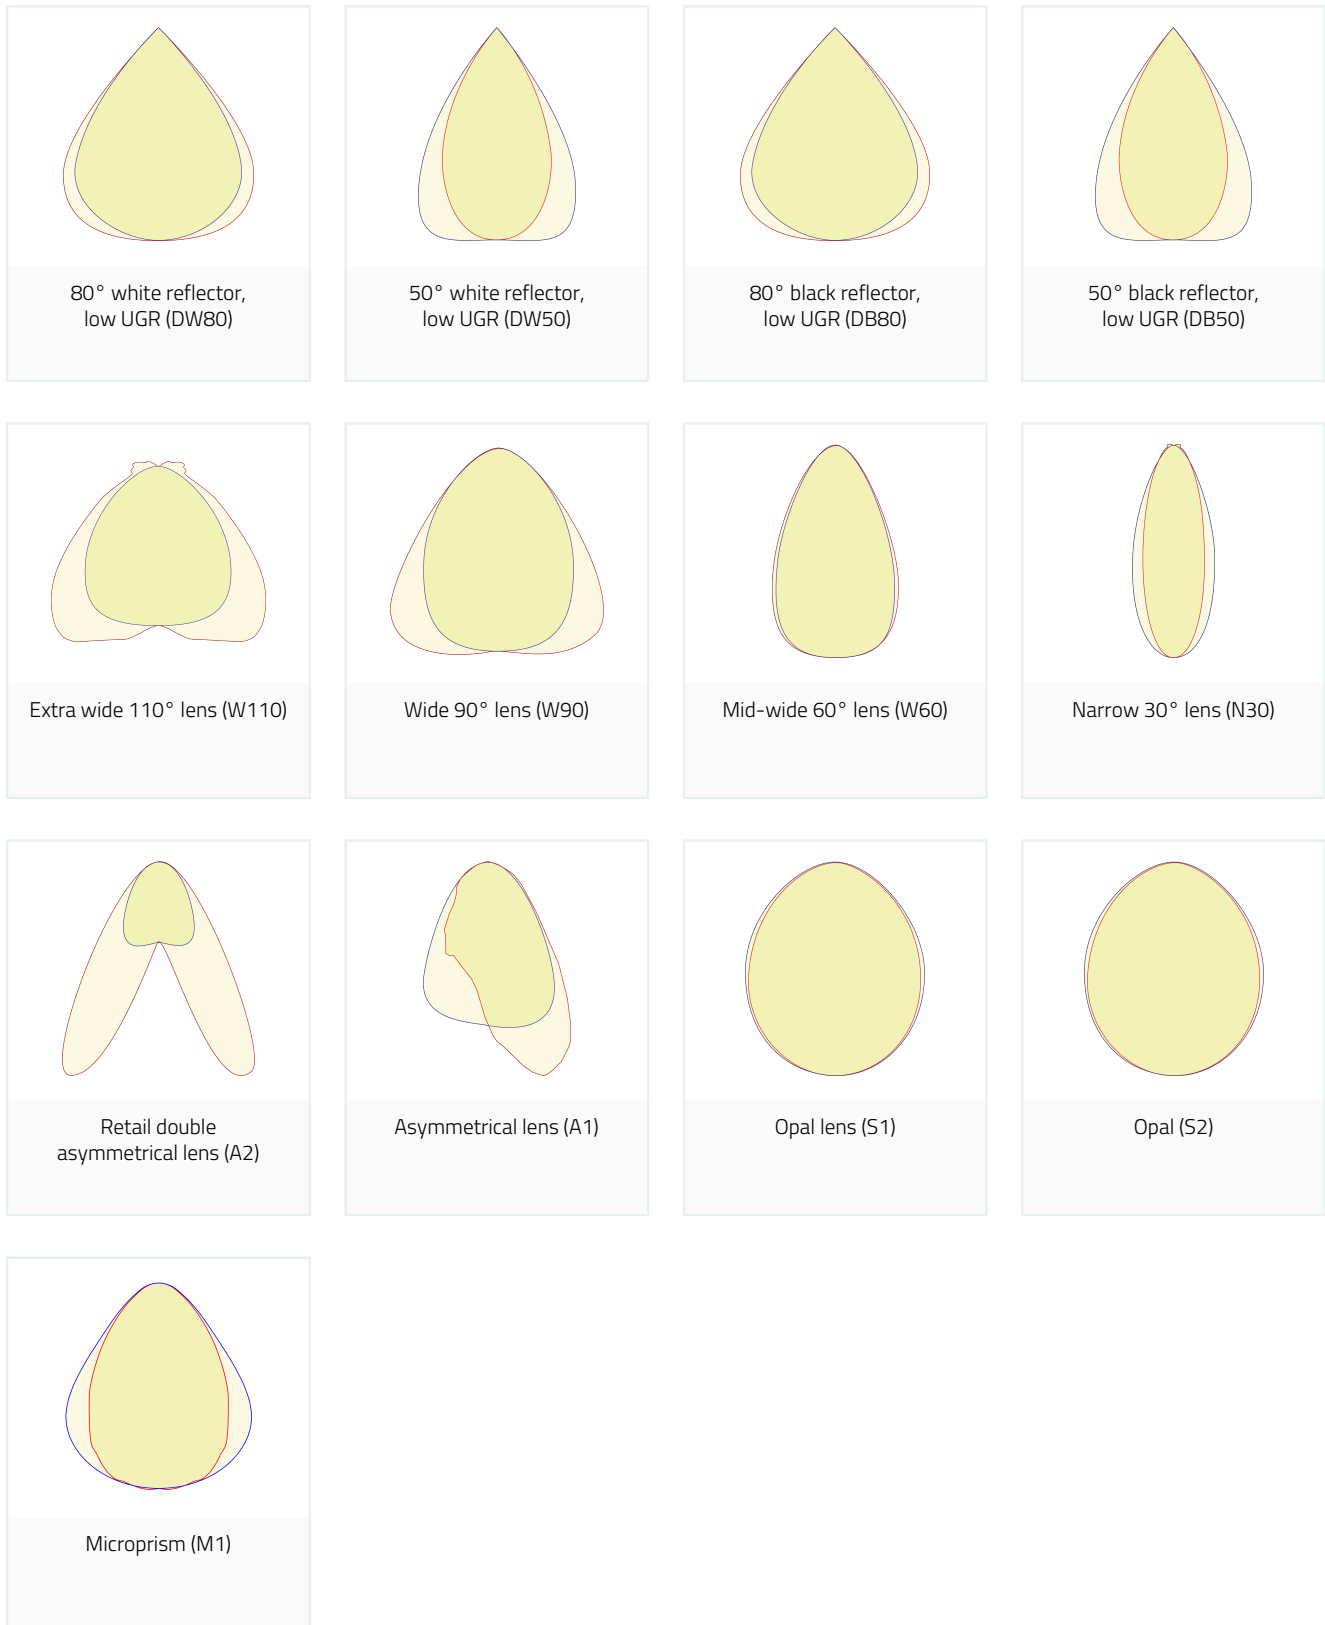 80° white reflector,
low UGR (DW80)
50° white reflector,
low UGR (DW50)
80° black reflector,
low UGR (DB80)
50° black reflector,
low UGR (DB50)
Extra wide 110° lens (W110)
Wide 90° lens (W90)
Mid-wide 60° lens (W60)
Narrow 30° lens (N30)
Retail double
asymmetrical lens (A2)
Asymmetrical lens (A1)
Opal lens (S1)
Opal (S2)
Microprism (M1)